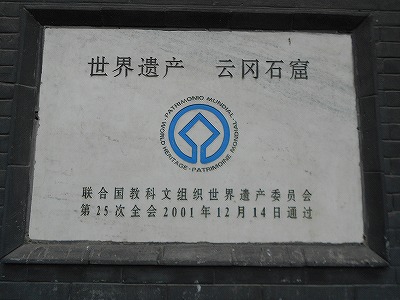 世界遗产 云冈石窟
WORLD HERITAGE · PATRIMOINE MONDIAL · PATRIMONIO MUNDIAL ·
联合国教科文组织世界遗产委员会
第25次全会2001年12月14日通过